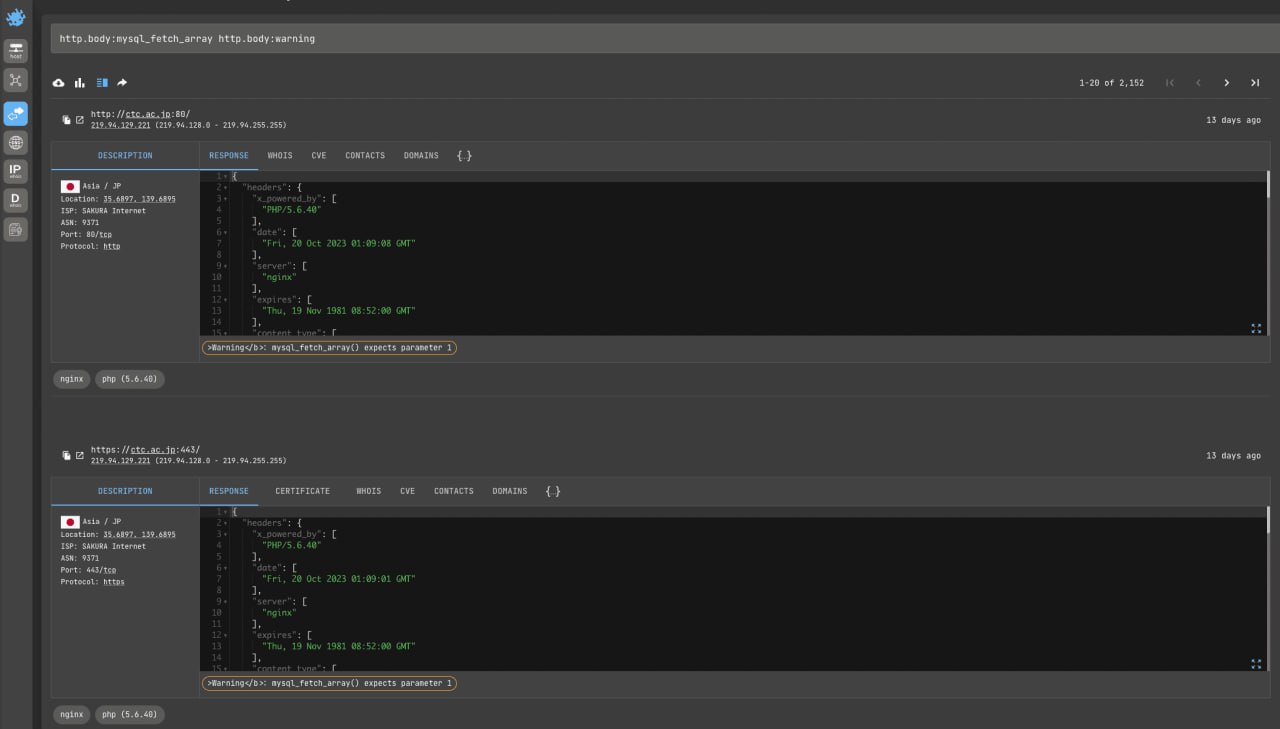 http.body:mysql_fetch_array http.body:warning
1-20 of 2,152
http://ctc.ac.jp:80/
219.94.129.221 (219.94.128.0 - 219.94.255.255)
13 days ago
DESCRIPTION
RESPONSE WHOIS CVE CONTACTS DOMAINS {..}
Asia / JP
Location: 35.6897, 139.6895
ISP: SAKURA Internet
ASN: 9371
Port: 80/tcp
Protocol: http
1 {
2 "headers": {
3 "x_powered_by": [
4 "PHP/5.6.40"
5 ],
6 "date": [
7 "Fri, 20 Oct 2023 01:09:08 GMT"
8 ],
9 "server": [
10 "nginx"
11 ],
12 "expires": [
13 "Thu, 19 Nov 1981 08:52:00 GMT"
14 ],
15 "content_type": [
>Warning</b>: mysql_fetch_array() expects parameter 1
nginx php (5.6.40)
https://ctc.ac.jp:443/
219.94.129.221 (219.94.128.0 - 219.94.255.255)
13 days ago
DESCRIPTION
RESPONSE CERTIFICATE WHOIS CVE CONTACTS DOMAINS {..}
Asia / JP
Location: 35.6897, 139.6895
ISP: SAKURA Internet
ASN: 9371
Port: 443/tcp
Protocol: https
1 {
2 "headers": {
3 "x_powered_by": [
4 "PHP/5.6.40"
5 ],
6 "date": [
7 "Fri, 20 Oct 2023 01:09:01 GMT"
8 ],
9 "server": [
10 "nginx"
11 ],
12 "expires": [
13 "Thu, 19 Nov 1981 08:52:00 GMT"
14 ],
15 "content_type": [
>Warning</b>: mysql_fetch_array() expects parameter 1
nginx php (5.6.40)
host
IP
whois
D
whois